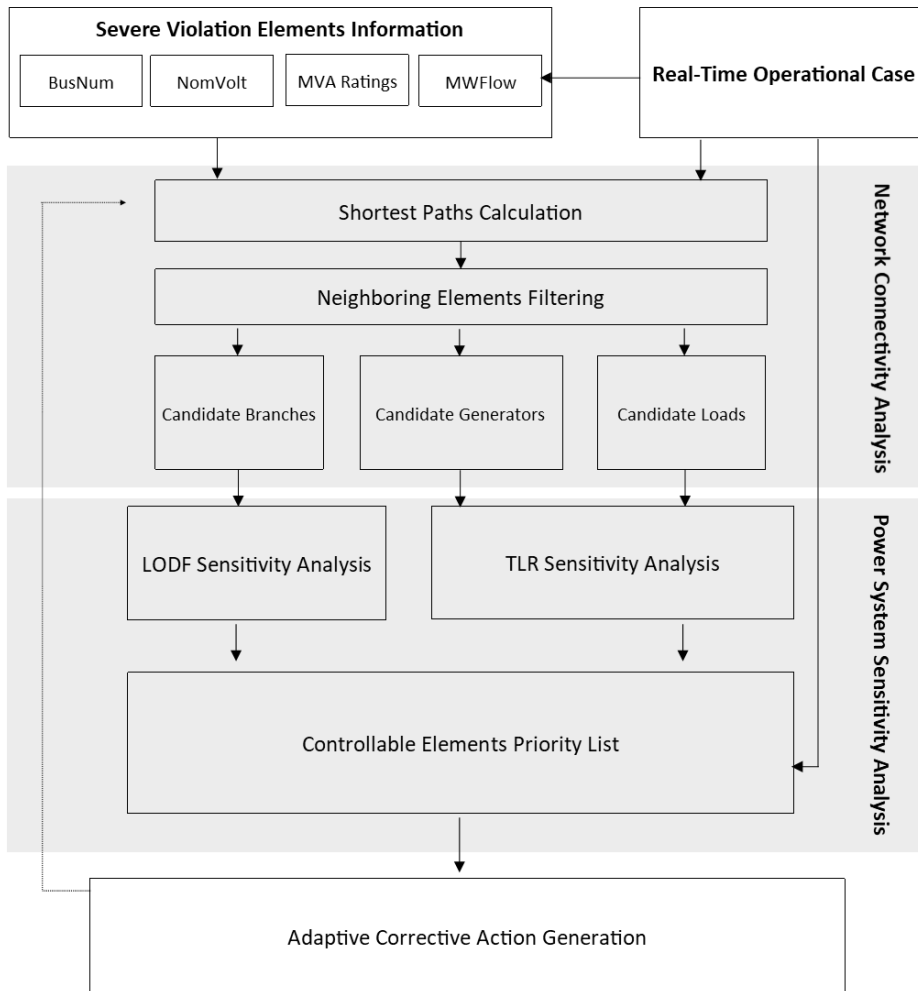 Severe Violation Elements Information
BusNum
NomVolt
MVA Ratings
MWFlow
Real-Time Operational Case
Shortest Paths Calculation
Neighboring Elements Filtering
Candidate Branches
Candidate Generators
Candidate Loads
Network Connectivity Analysis
LODF Sensitivity Analysis
TLR Sensitivity Analysis
Controllable Elements Priority List
Power System Sensitivity Analysis
Adaptive Corrective Action Generation